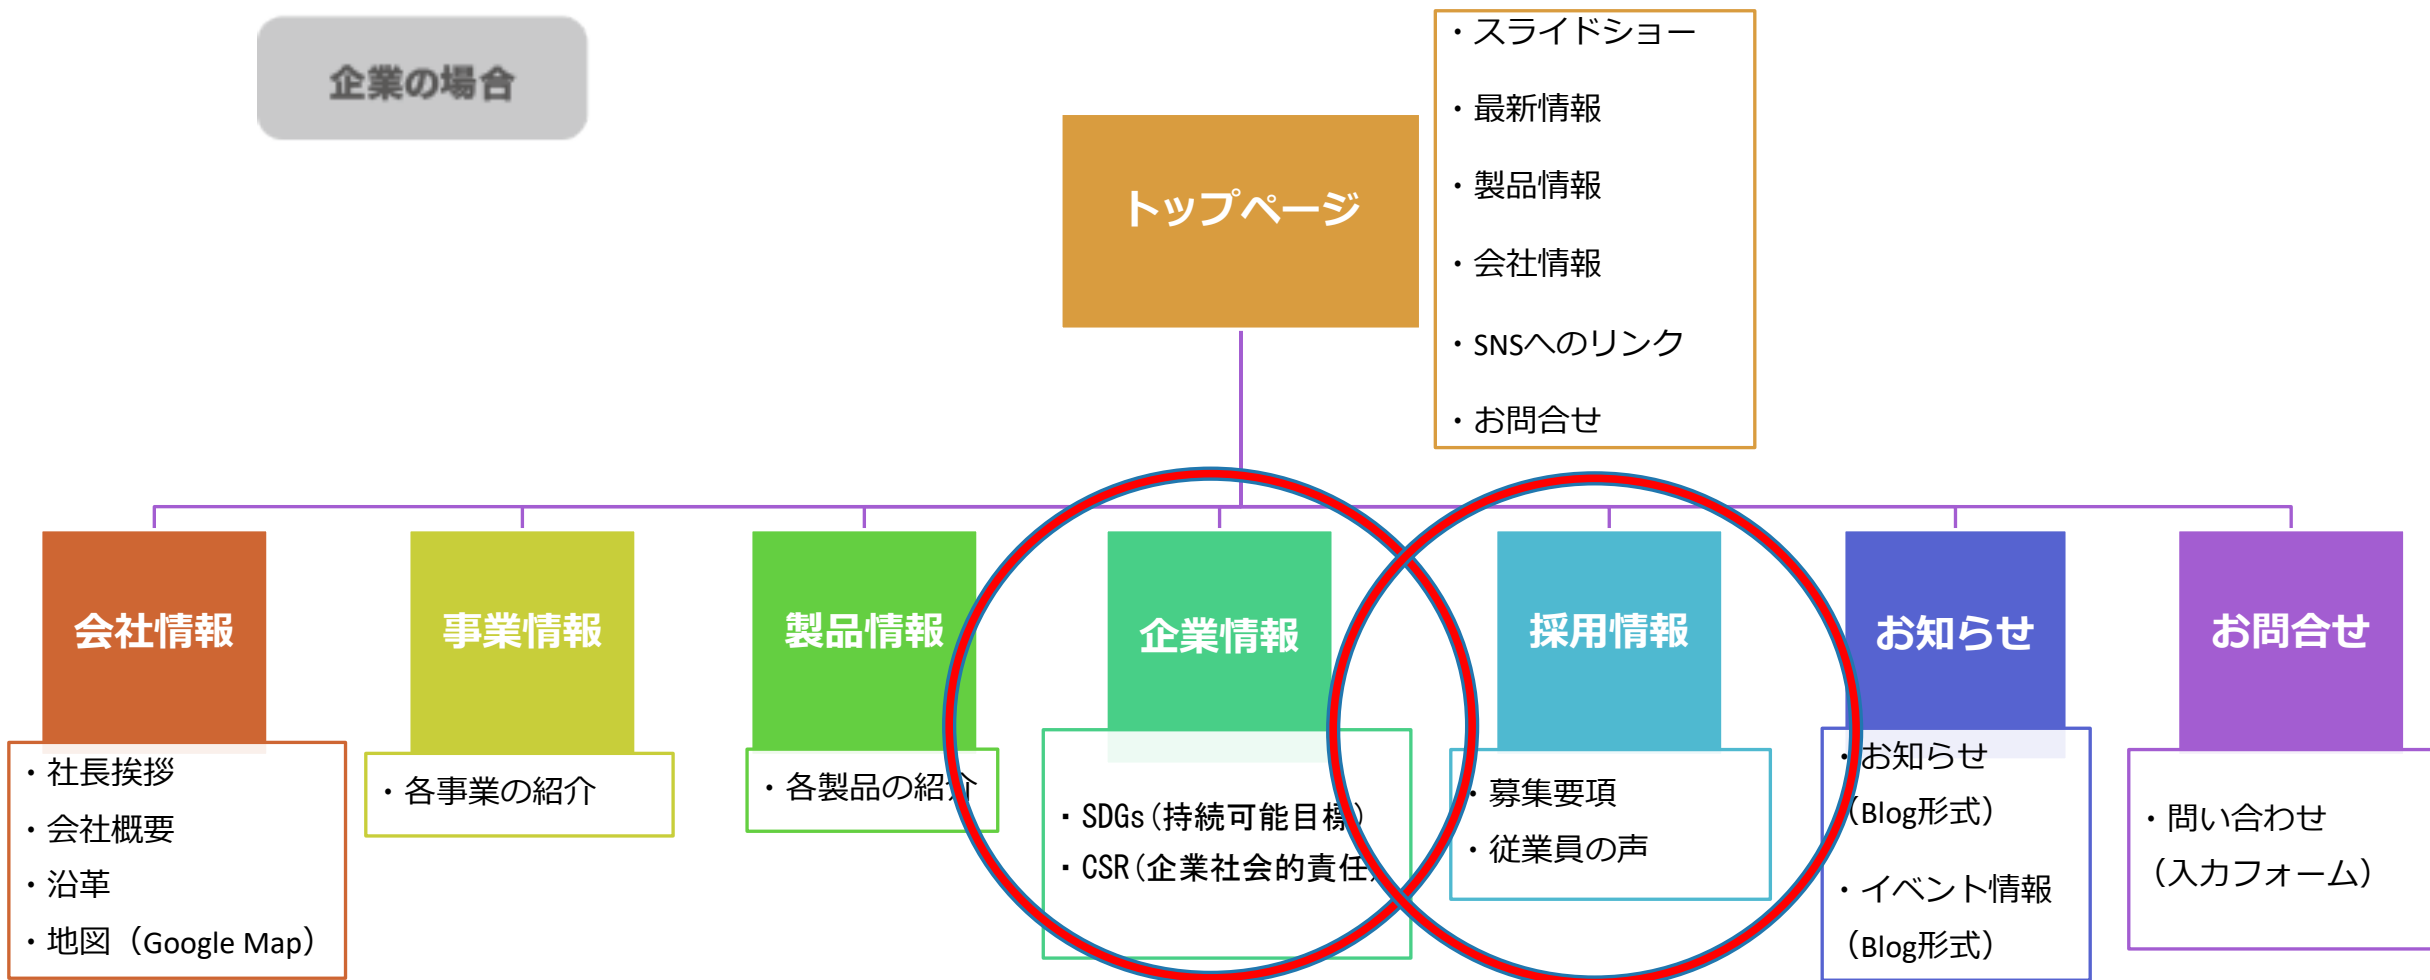 企業の場合
トップページ
・スライドショー
・最新情報
・製品情報
・会社情報
・SNSへのリンク
・お問合せ
会社情報
・社長挨拶
・会社概要
・沿革
・地図（Google Map）
事業情報
・各事業の紹介
製品情報
・各製品の紹介
企業情報
・SDGs(持続可能目標)
・CSR(企業社会的責任)
採用情報
・募集要項
・従業員の声
お知らせ
・お知らせ
（Blog形式）
・イベント情報
（Blog形式）
お問合せ
・問い合わせ
（入力フォーム）